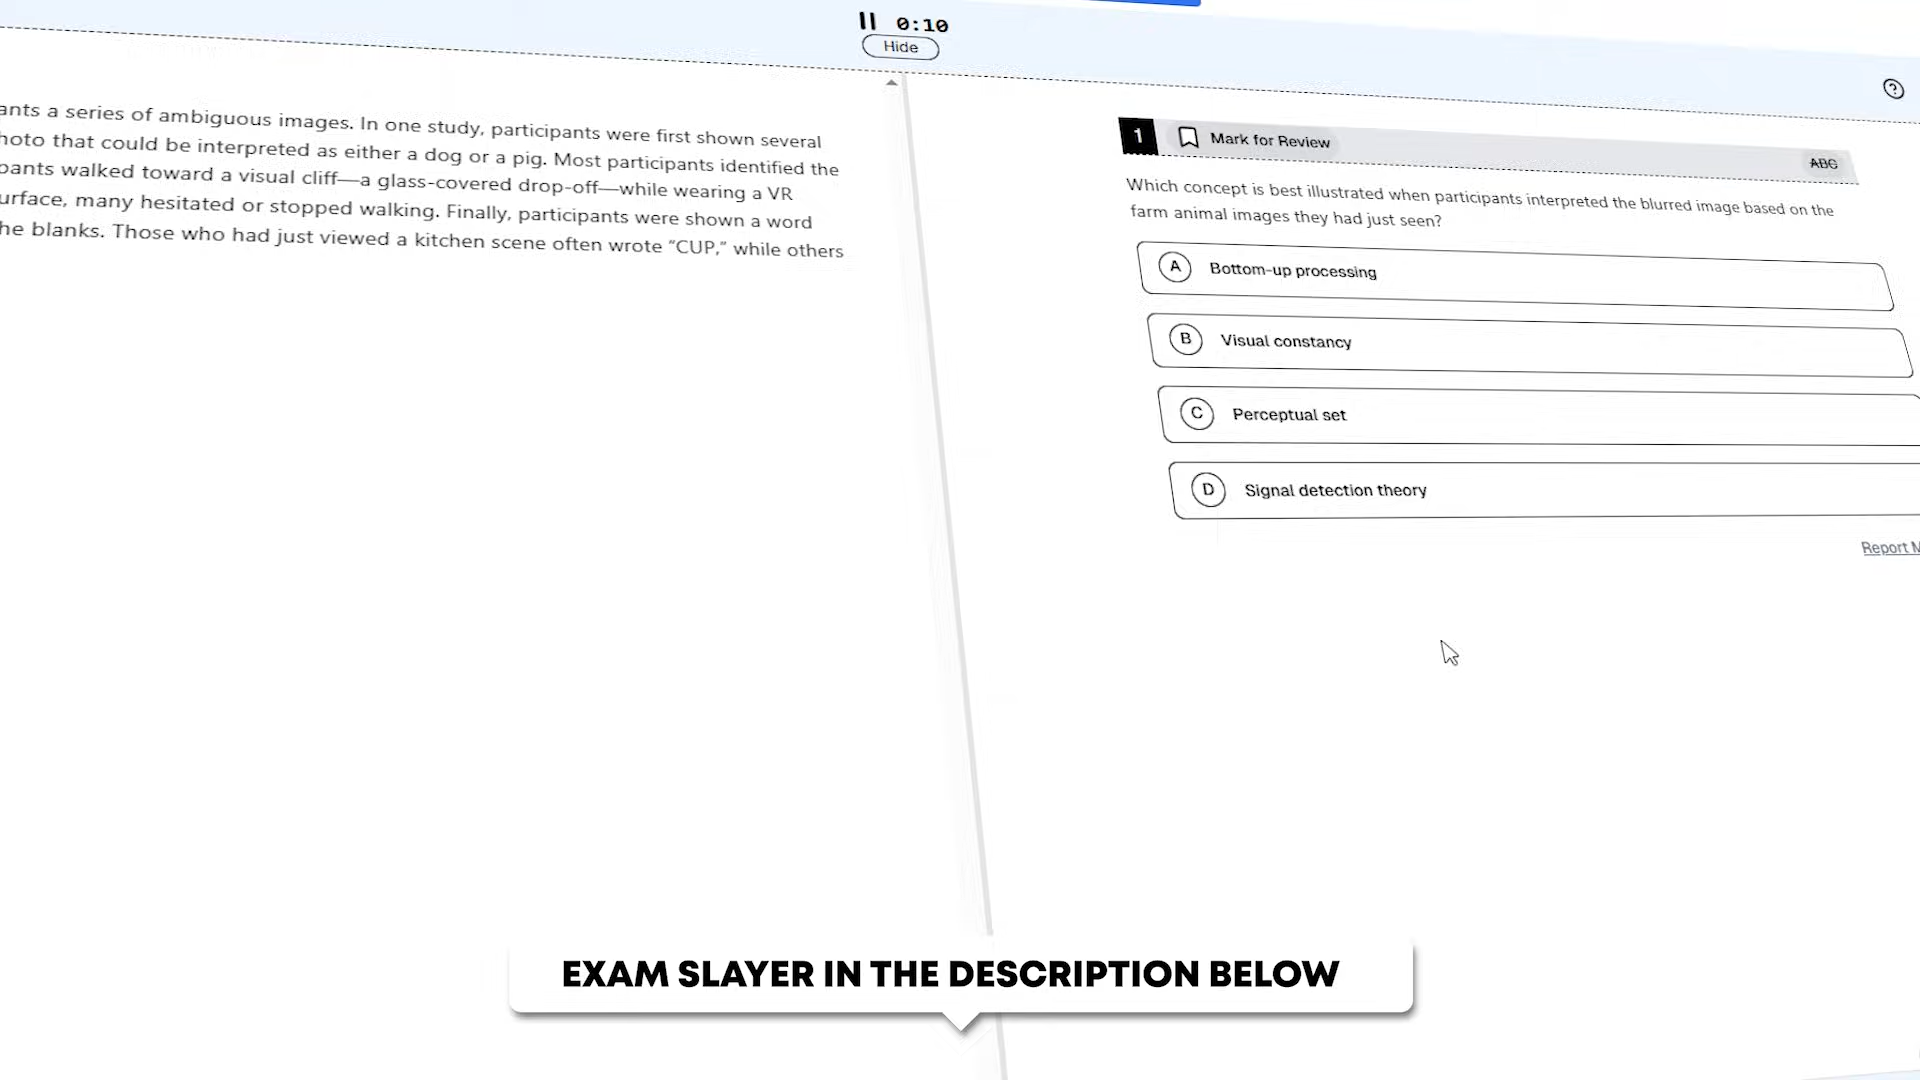 0:10
Hide
a series of ambiguous images. In one study, participants were first shown several
that could be interpreted as either a dog or a pig. Most participants identified the
walked toward a visual cliff—a glass-covered drop-off—while wearing a VR
many hesitated or stopped walking. Finally, participants were shown a word
he blanks. Those who had just viewed a kitchen scene often wrote “CUP,” while others
1 Mark for Review ABC
Which concept is best illustrated when participants interpreted the blurred image based on the
farm animal images they had just seen?
A Bottom-up processing
B Visual constancy
C Perceptual set
D Signal detection theory
Report
EXAM SLAYER IN THE DESCRIPTION BELOW